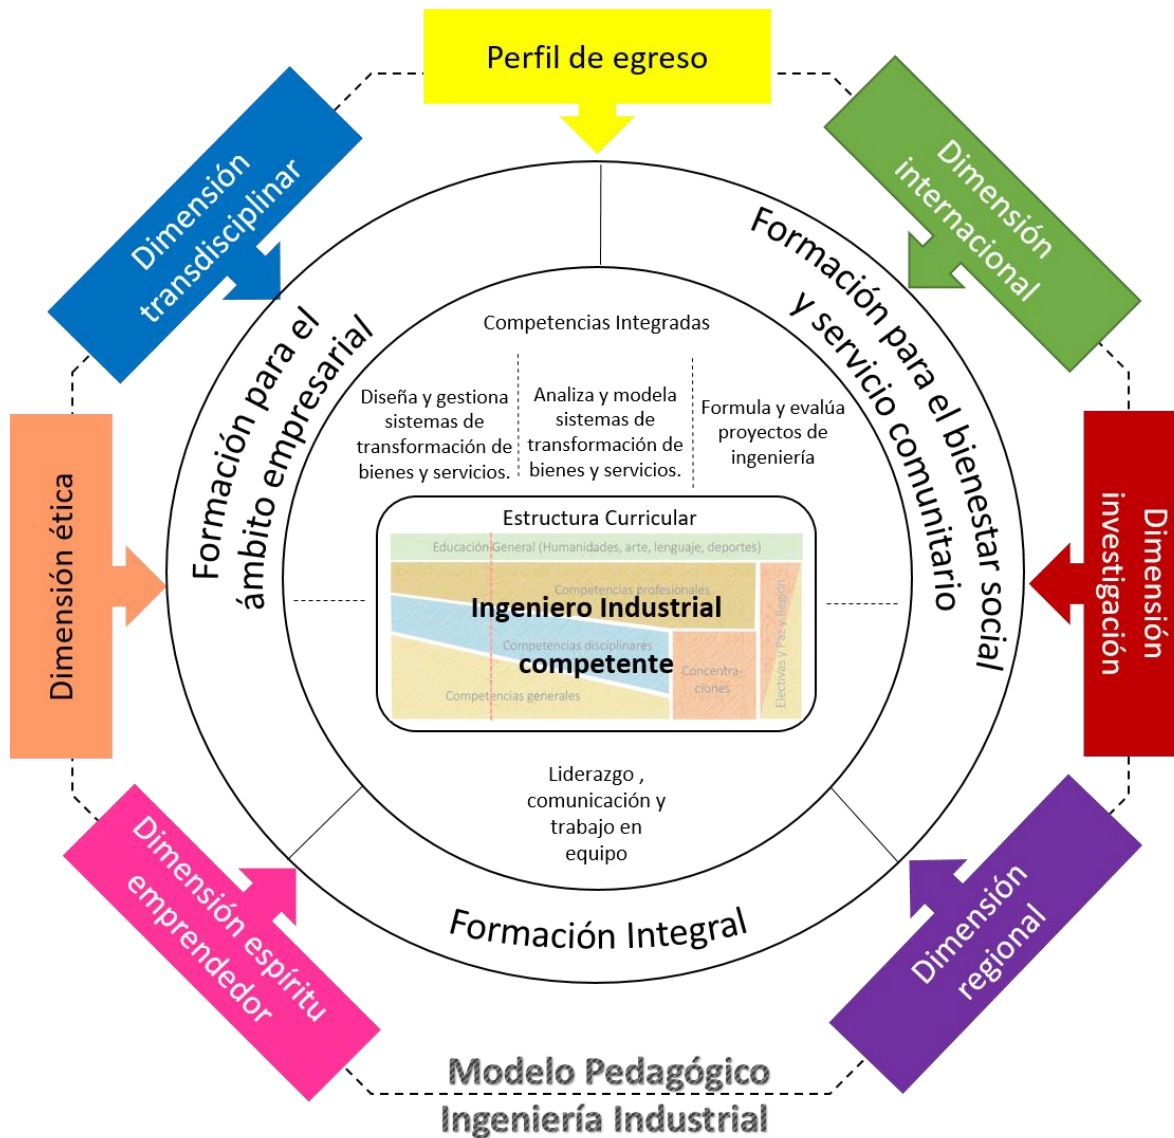 Perfil de egreso
Dimensión
transdisciplinar
Dimensión
internacional
Formación para el
ámbito empresarial
Formación para el bienestar social
y servicio comunitario
Competencias Integradas
Diseña y gestiona
sistemas de
transformación de
bienes y servicios.
Analiza y modela
sistemas de
transformación de
bienes y servicios.
Formula y evalúa
proyectos de
ingeniería
Dimensión ética
Dimensión
investigación
Estructura Curricular
Educación General (Humanidades, arte, lenguaje, deportes)
Competencias profesionales
Ingeniero Industrial
Competencias disciplinares
competente
Concentra-
ciones
Competencias generales
Electivas y Paz y Región
Liderazgo ,
comunicación y
trabajo en
equipo
Formación Integral
Dimensión espíritu
emprendedor
Dimensión
regional
Modelo Pedagógico
Ingeniería Industrial